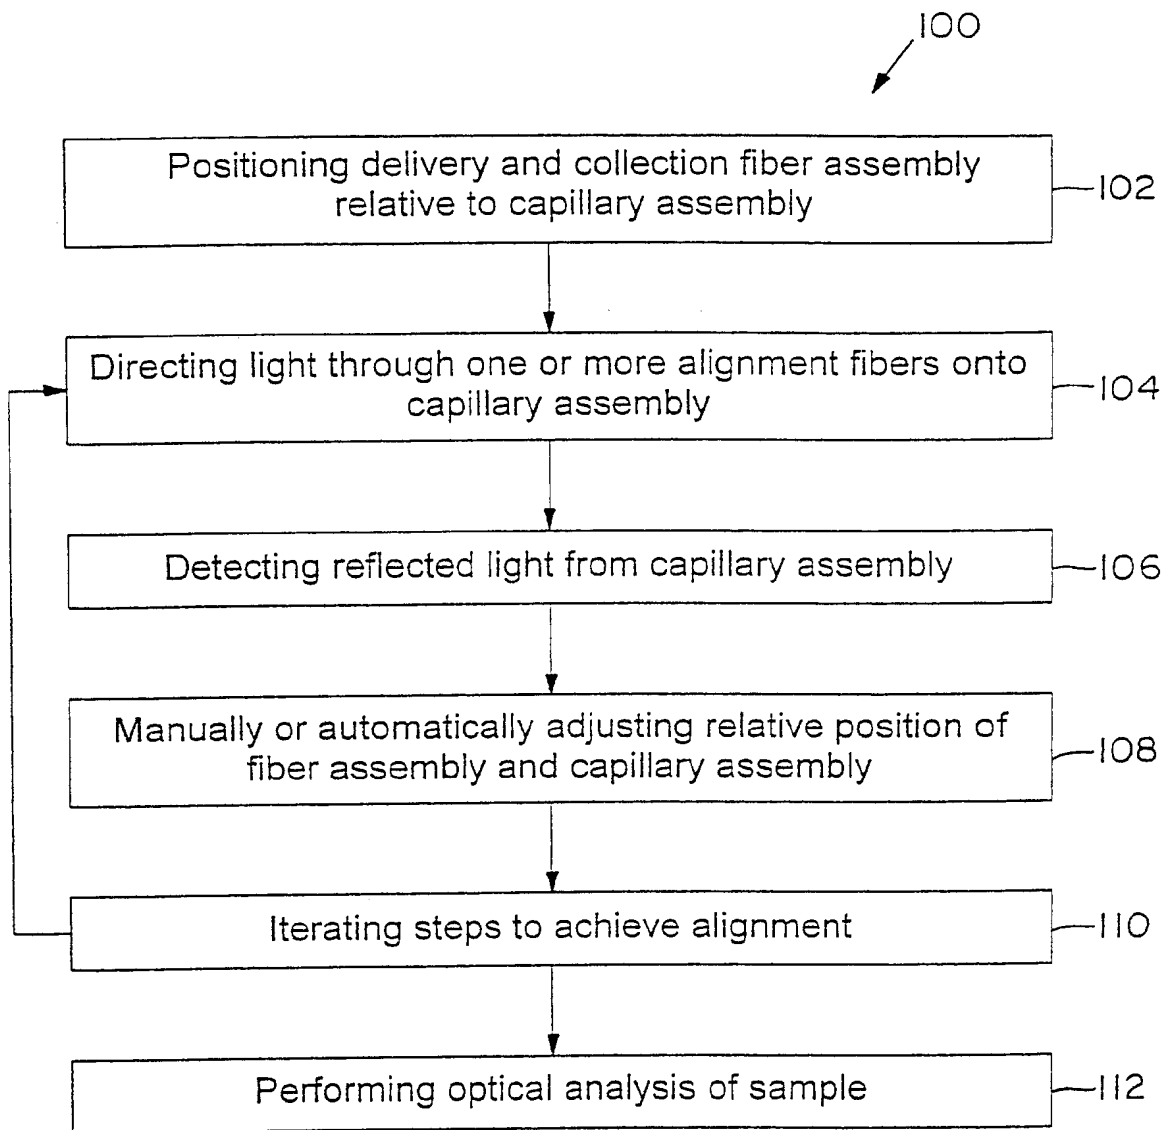 100
Positioning delivery and collection fiber assembly
relative to capillary assembly
102
Directing light through one or more alignment fibers onto
capillary assembly
104
Detecting reflected light from capillary assembly
106
Manually or automatically adjusting relative position of
fiber assembly and capillary assembly
108
Iterating steps to achieve alignment
110
Performing optical analysis of sample
112